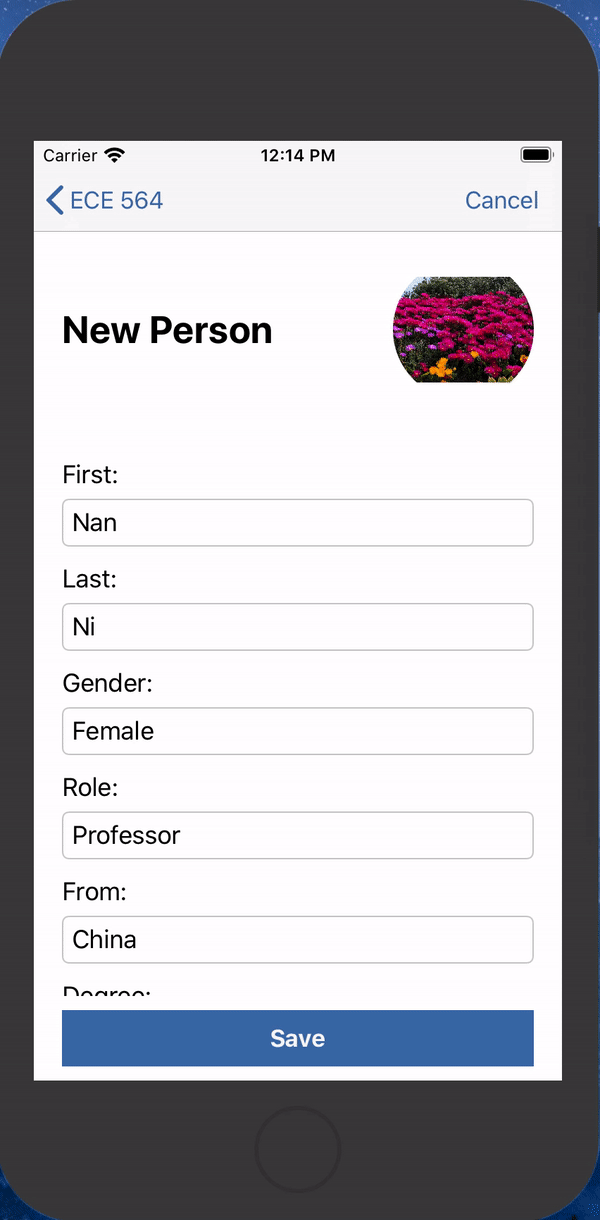 Carrier 12:14 PM
ECE 564 Cancel
New Person
First:
Nan
Last:
Ni
Gender:
Female
Role:
Professor
From:
China
Degree:
Save